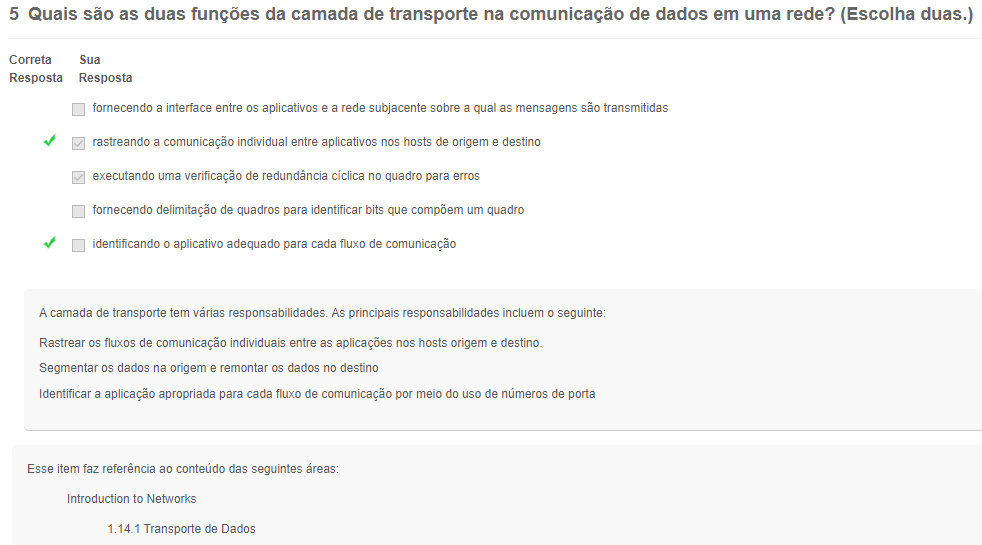 5 Quais são as duas funções da camada de transporte na comunicação de dados em uma rede? (Escolha duas.)
Correta Sua
Resposta Resposta
fornecendo a interface entre os aplicativos e a rede subjacente sobre a qual as mensagens são transmitidas
rastreando a comunicação individual entre aplicativos nos hosts de origem e destino
executando uma verificação de redundância cíclica no quadro para erros
fornecendo delimitação de quadros para identificar bits que compõem um quadro
identificando o aplicativo adequado para cada fluxo de comunicação
A camada de transporte tem várias responsabilidades. As principais responsabilidades incluem o seguinte:
Rastrear os fluxos de comunicação individuais entre as aplicações nos hosts origem e destino.
Segmentar os dados na origem e remontar os dados no destino
Identificar a aplicação apropriada para cada fluxo de comunicação por meio do uso de números de porta
Esse item faz referência ao conteúdo das seguintes áreas:
Introduction to Networks
1.14.1 Transporte de Dados